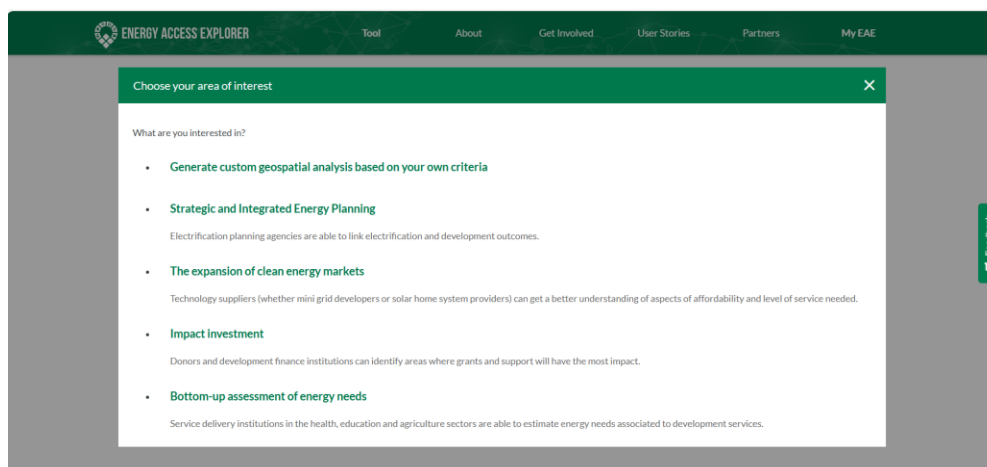 ENERGY ACCESS EXPLORER
Tool
About
Get Involved
User Stories
Partners
My EAE
Choose your area of interest
What are you interested in?
Generate custom geospatial analysis based on your own criteria
Strategic and Integrated Energy Planning
Electrification planning agencies are able to link electrification and development outcomes.
The expansion of clean energy markets
Technology suppliers (whether mini grid developers or solar home system providers) can get a better understanding of aspects of affordability and level of service needed.
Impact investment
Donors and development finance institutions can identify areas where grants and support will have the most impact.
Bottom-up assessment of energy needs
Service delivery institutions in the health, education and agriculture sectors are able to estimate energy needs associated to development services.